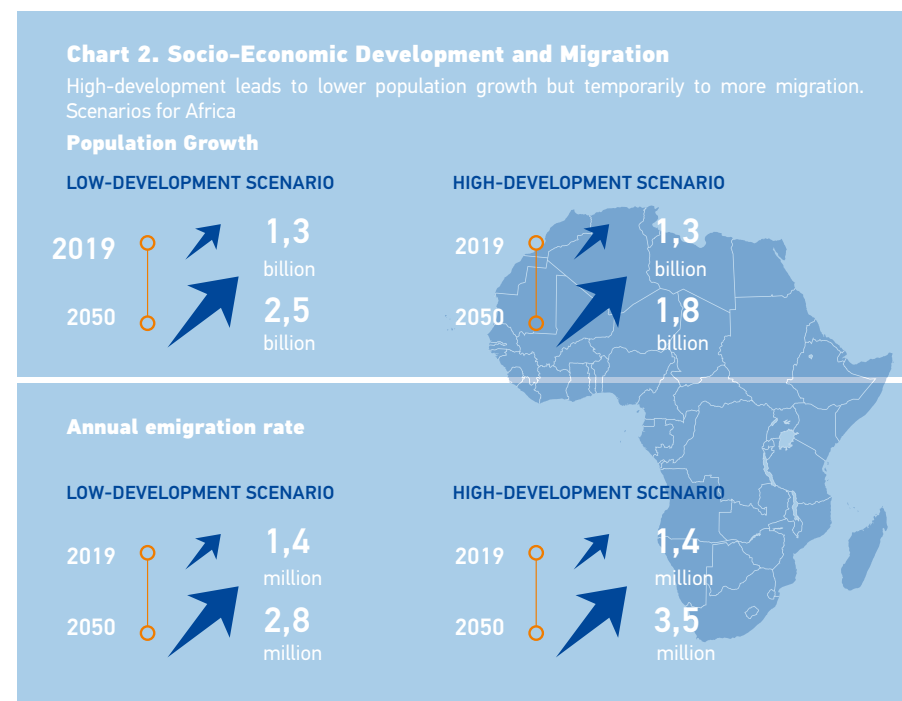 Chart 2. Socio-Economic Development and Migration
High-development leads to lower population growth but temporarily to more migration.
Scenarios for Africa
Population Growth
LOW-DEVELOPMENT SCENARIO
2019
1,3
billion
2050
2,5
billion
HIGH-DEVELOPMENT SCENARIO
2019
1,3
billion
2050
1,8
billion
Annual emigration rate
LOW-DEVELOPMENT SCENARIO
2019
1,4
million
2050
2,8
million
HIGH-DEVELOPMENT SCENARIO
2019
1,4
million
2050
3,5
million